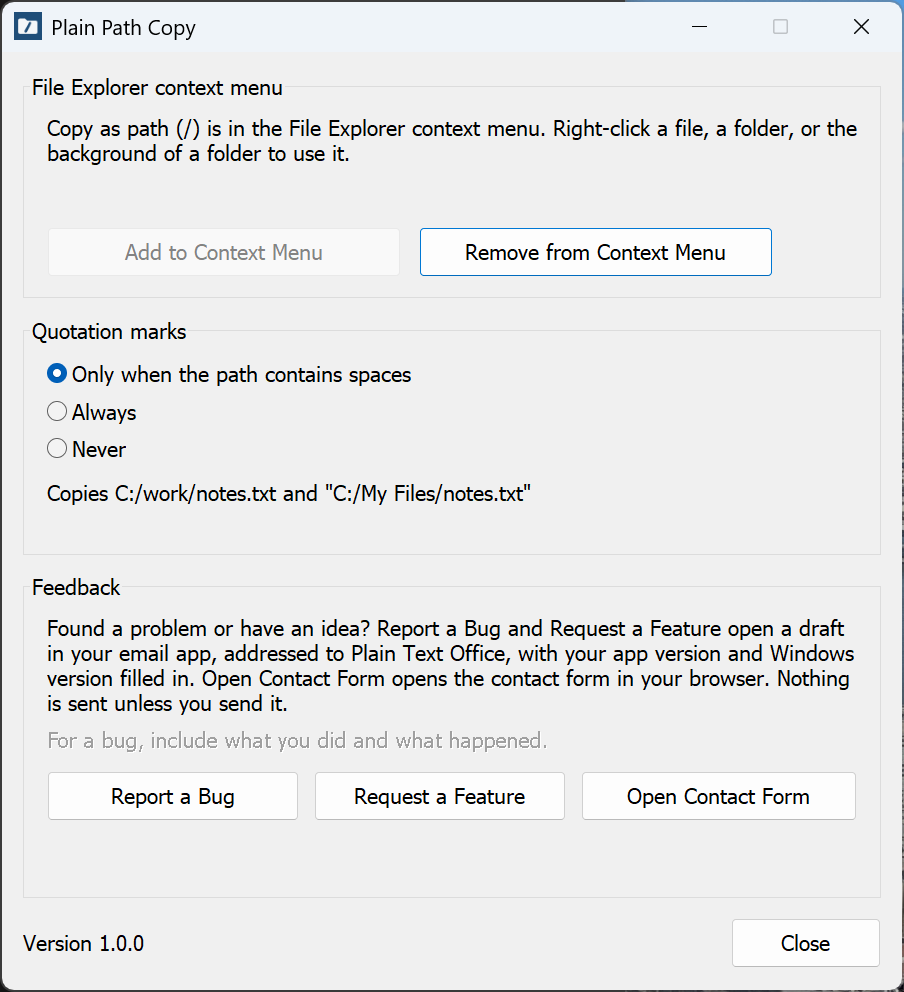 Plain Path Copy
File Explorer context menu
Copy as path (/) is in the File Explorer context menu. Right-click a file, a folder, or the
background of a folder to use it.
Add to Context Menu
Remove from Context Menu
Quotation marks
Only when the path contains spaces
Always
Never
Copies C:/work/notes.txt and "C:/My Files/notes.txt"
Feedback
Found a problem or have an idea? Report a Bug and Request a Feature open a draft
in your email app, addressed to Plain Text Office, with your app version and Windows
version filled in. Open Contact Form opens the contact form in your browser. Nothing
is sent unless you send it.
For a bug, include what you did and what happened.
Report a Bug
Request a Feature
Open Contact Form
Version 1.0.0
Close